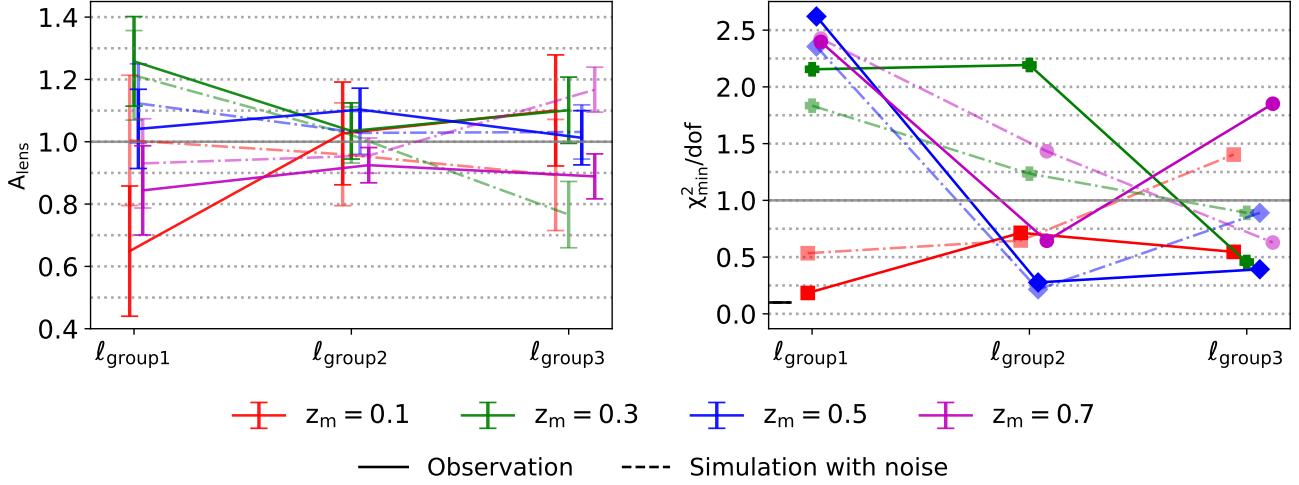 A_lens
1.4
1.2
1.0
0.8
0.6
0.4
ℓ_group1 ℓ_group2 ℓ_group3
χ²_min/dof
2.5
2.0
1.5
1.0
0.5
0.0
ℓ_group1 ℓ_group2 ℓ_group3
z_m = 0.1 z_m = 0.3 z_m = 0.5 z_m = 0.7
Observation Simulation with noise